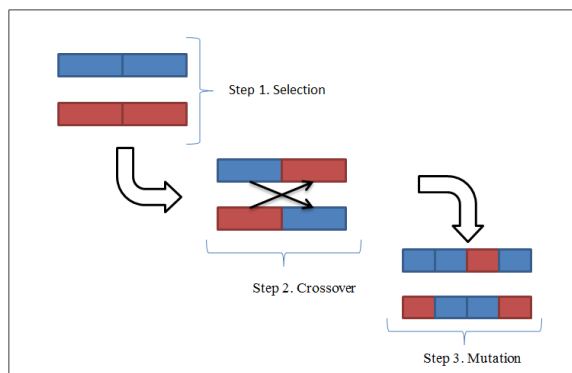 Step 1. Selection
Step 2. Crossover
Step 3. Mutation